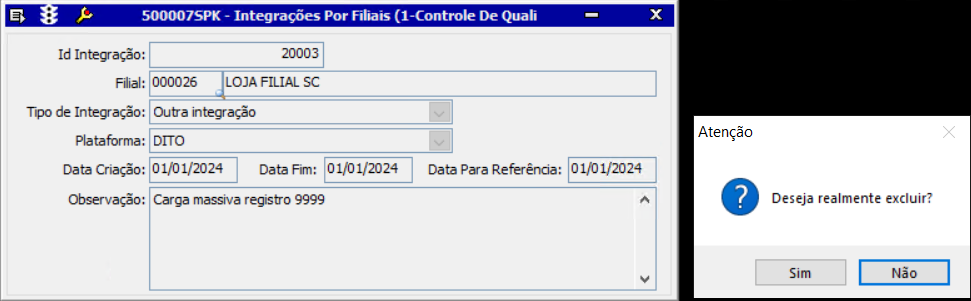 500007SPK - Integrações Por Filiais (1-Controle De Quali
Id Integração: 20003
Filial: 000026 LOJA FILIAL SC
Tipo de Integração: Outra integração
Plataforma: DITO
Data Criação: 01/01/2024 Data Fim: 01/01/2024 Data Para Referência: 01/01/2024
Observação: Carga massiva registro 9999
Atenção
Deseja realmente excluir?
Sim Não